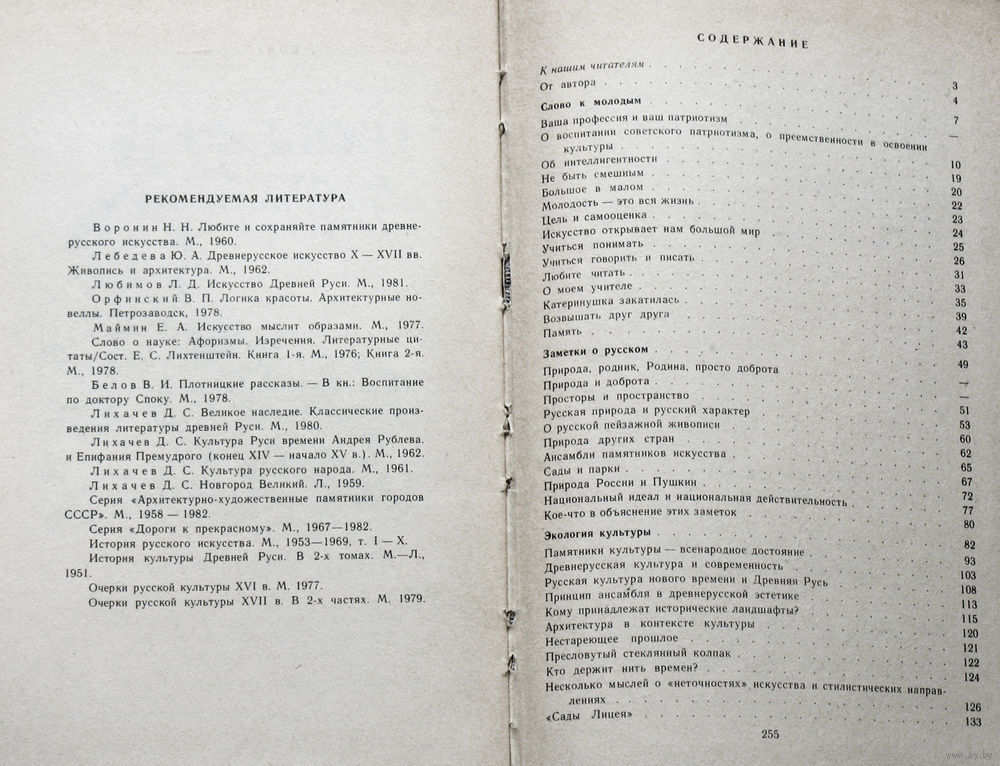 РЕКОМЕНДУЕМАЯ ЛИТЕРАТУРА
Воронин Н. Н. Любите и сохраняйте памятники древне-
русского искусства. М., 1960.
Лебедева Ю. А. Древнерусское искусство X — XVII вв.
Живопись и архитектура. М., 1962.
Любимов Л. Д. Искусство Древней Руси. М., 1981.
Орфинский В. П. Логика красоты. Архитектурные но-
веллы. Петрозаводск, 1978.
Маймин Е. А. Искусство мыслит образами. М., 1977.
Слово о науке: Афоризмы. Изречения. Литературные ци-
таты/Сост. Е. С. Лихтенштейн. Книга 1-я. М., 1976; Книга 2-я.
М., 1978.
Белов В. И. Плотницкие рассказы. — В кн.: Воспитание
по доктору Споку. М., 1978.
Лихачев Д. С. Великое наследие. Классические произ-
ведения литературы древней Руси. М., 1980.
Лихачев Д. С. Культура Руси времени Андрея Рублева.
и Епифания Премудрого (конец XIV — начало XV в.). М., 1962.
Лихачев Д. С. Культура русского народа. М., 1961.
Лихачев Д. С. Новгород Великий. Л., 1959.
Серия «Архитектурно-художественные памятники городов
СССР». М., 1958 — 1982.
Серия «Дороги к прекрасному». М., 1967—1982.
История русского искусства. М., 1953—1969, т. I — X.
История культуры Древней Руси. В 2-х томах. М.—Л.,
1951.
Очерки русской культуры XVI в. М. 1977.
Очерки русской культуры XVII в. В 2-х частях. М. 1979.
СОДЕРЖАНИЕ
К нашим читателям 3
От автора 4
Слово к молодым 7
Ваша профессия и ваш патриотизм —
О воспитании советского патриотизма, о преемственности в освоении
культуры 10
Об интеллигентности 19
Не быть смешным 20
Большое в малом 22
Молодость — это вся жизнь 23
Цель и самооценка 24
Искусство открывает нам большой мир 25
Учиться понимать 26
Учиться говорить и писать 31
Любите читать 33
О моем учителе 35
Катеринушка закатилась 39
Возвышать друг друга 42
Память 43
Заметки о русском 49
Природа, родник, Родина, просто доброта —
Природа и доброта —
Просторы и пространство 51
Русская природа и русский характер 53
О русской пейзажной живописи 60
Природа других стран 62
Ансамбли памятников искусства 65
Сады и парки 67
Природа России и Пушкин 72
Национальный идеал и национальная действительность 77
Кое-что в объяснение этих заметок 80
Экология культуры 82
Памятники культуры — всенародное достояние 93
Древнерусская культура и современность 103
Русская культура нового времени и Древняя Русь 108
Принцип ансамбля в древнерусской эстетике 113
Кому принадлежат исторические ландшафты? 115
Архитектура в контексте культуры 120
Нестареющее прошлое 121
Пресловутый стеклянный колпак 122
Кто держит нить времен? 124
Несколько мыслей о «неточностях» искусства и стилистических направ-
лениях 126
«Сады Лицея» 133
255
www.ay.by